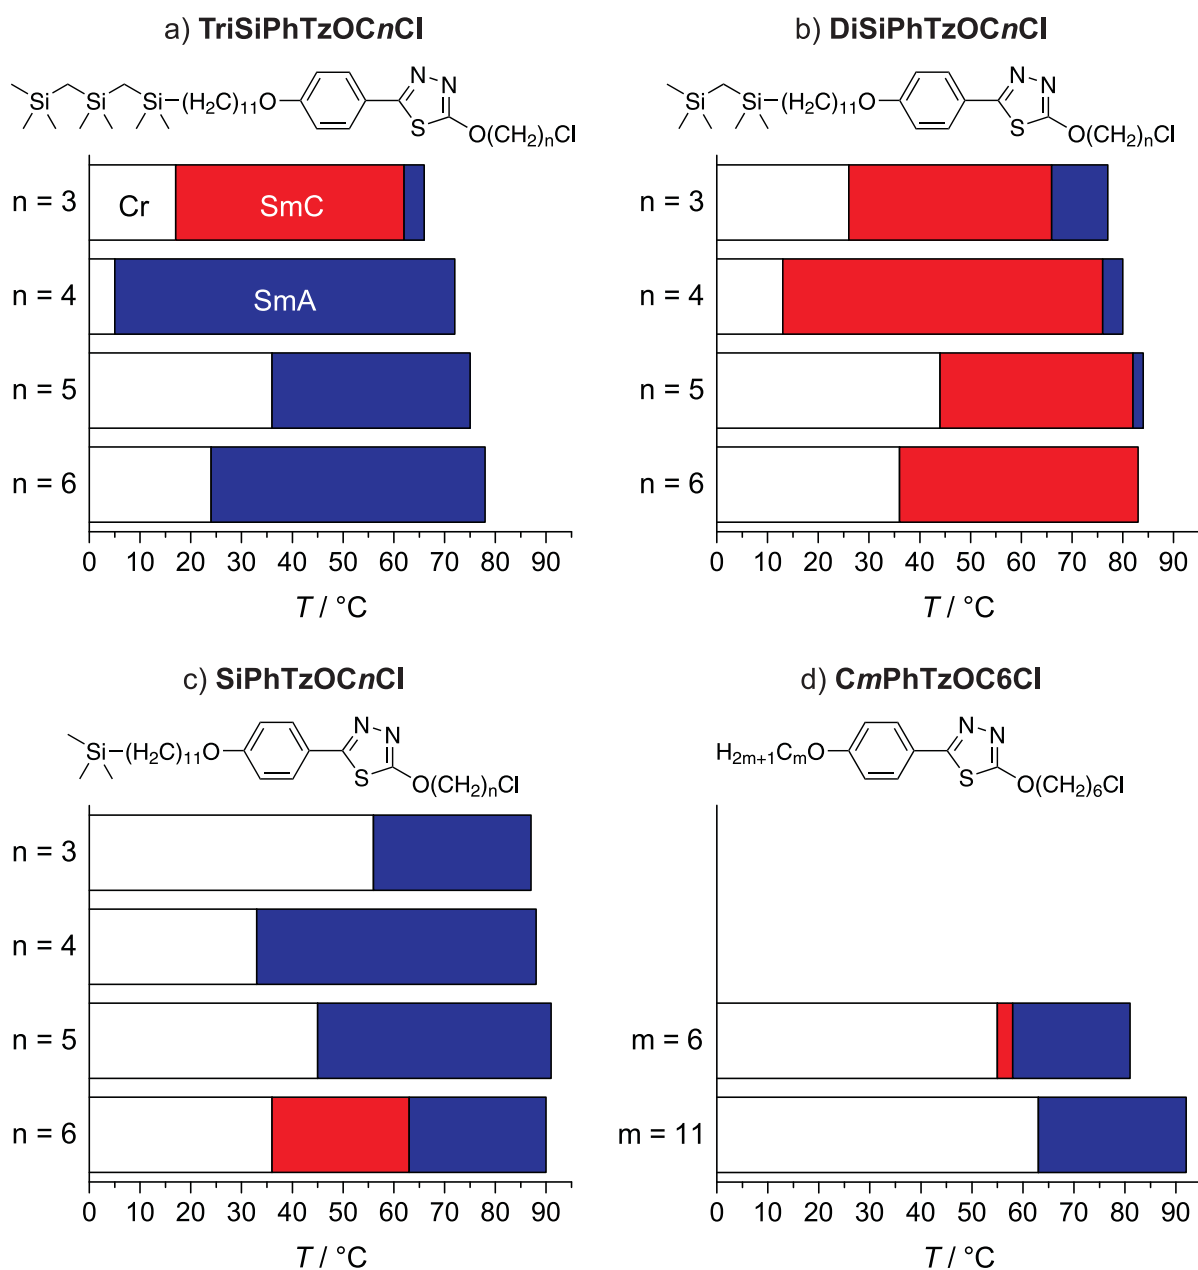 a) TriSiPhTzOCnCl
Si Si Si (H₂C)₁₁ O N N S O(CH₂)ₙCl
n = 3 Cr SmC
n = 4 SmA
n = 5
n = 6
0 10 20 30 40 50 60 70 80 90
T / °C
b) DiSiPhTzOCnCl
Si Si (H₂C)₁₁ O N N S O(CH₂)ₙCl
n = 3
n = 4
n = 5
n = 6
0 10 20 30 40 50 60 70 80 90
T / °C
c) SiPhTzOCnCl
Si (H₂C)₁₁ O N N S O(CH₂)ₙCl
n = 3
n = 4
n = 5
n = 6
0 10 20 30 40 50 60 70 80 90
T / °C
d) CmPhTzOC6Cl
H₂ₘ₊₁Cₘ O N N S O(CH₂)₆Cl
m = 6
m = 11
0 10 20 30 40 50 60 70 80 90
T / °C